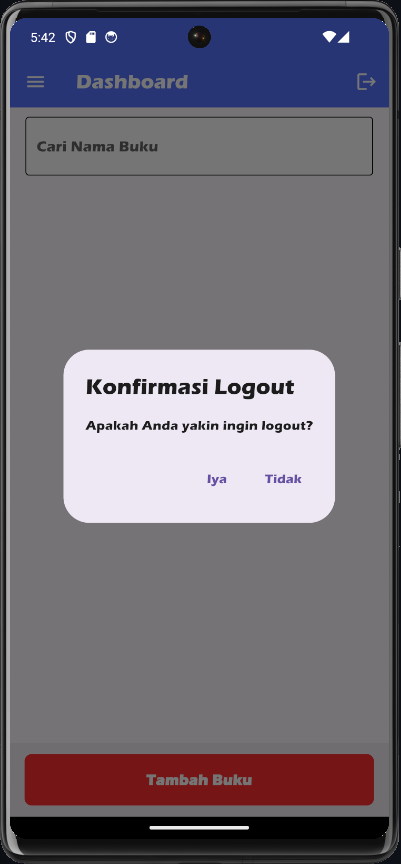 5:42
Dashboard
Cari Nama Buku
Konfirmasi Logout
Apakah Anda yakin ingin logout?
Iya Tidak
Tambah Buku